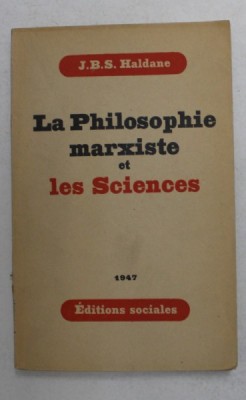 J.B.S. Haldane
La Philosophie
marxiste
et
les Sciences
1947
Éditions sociales